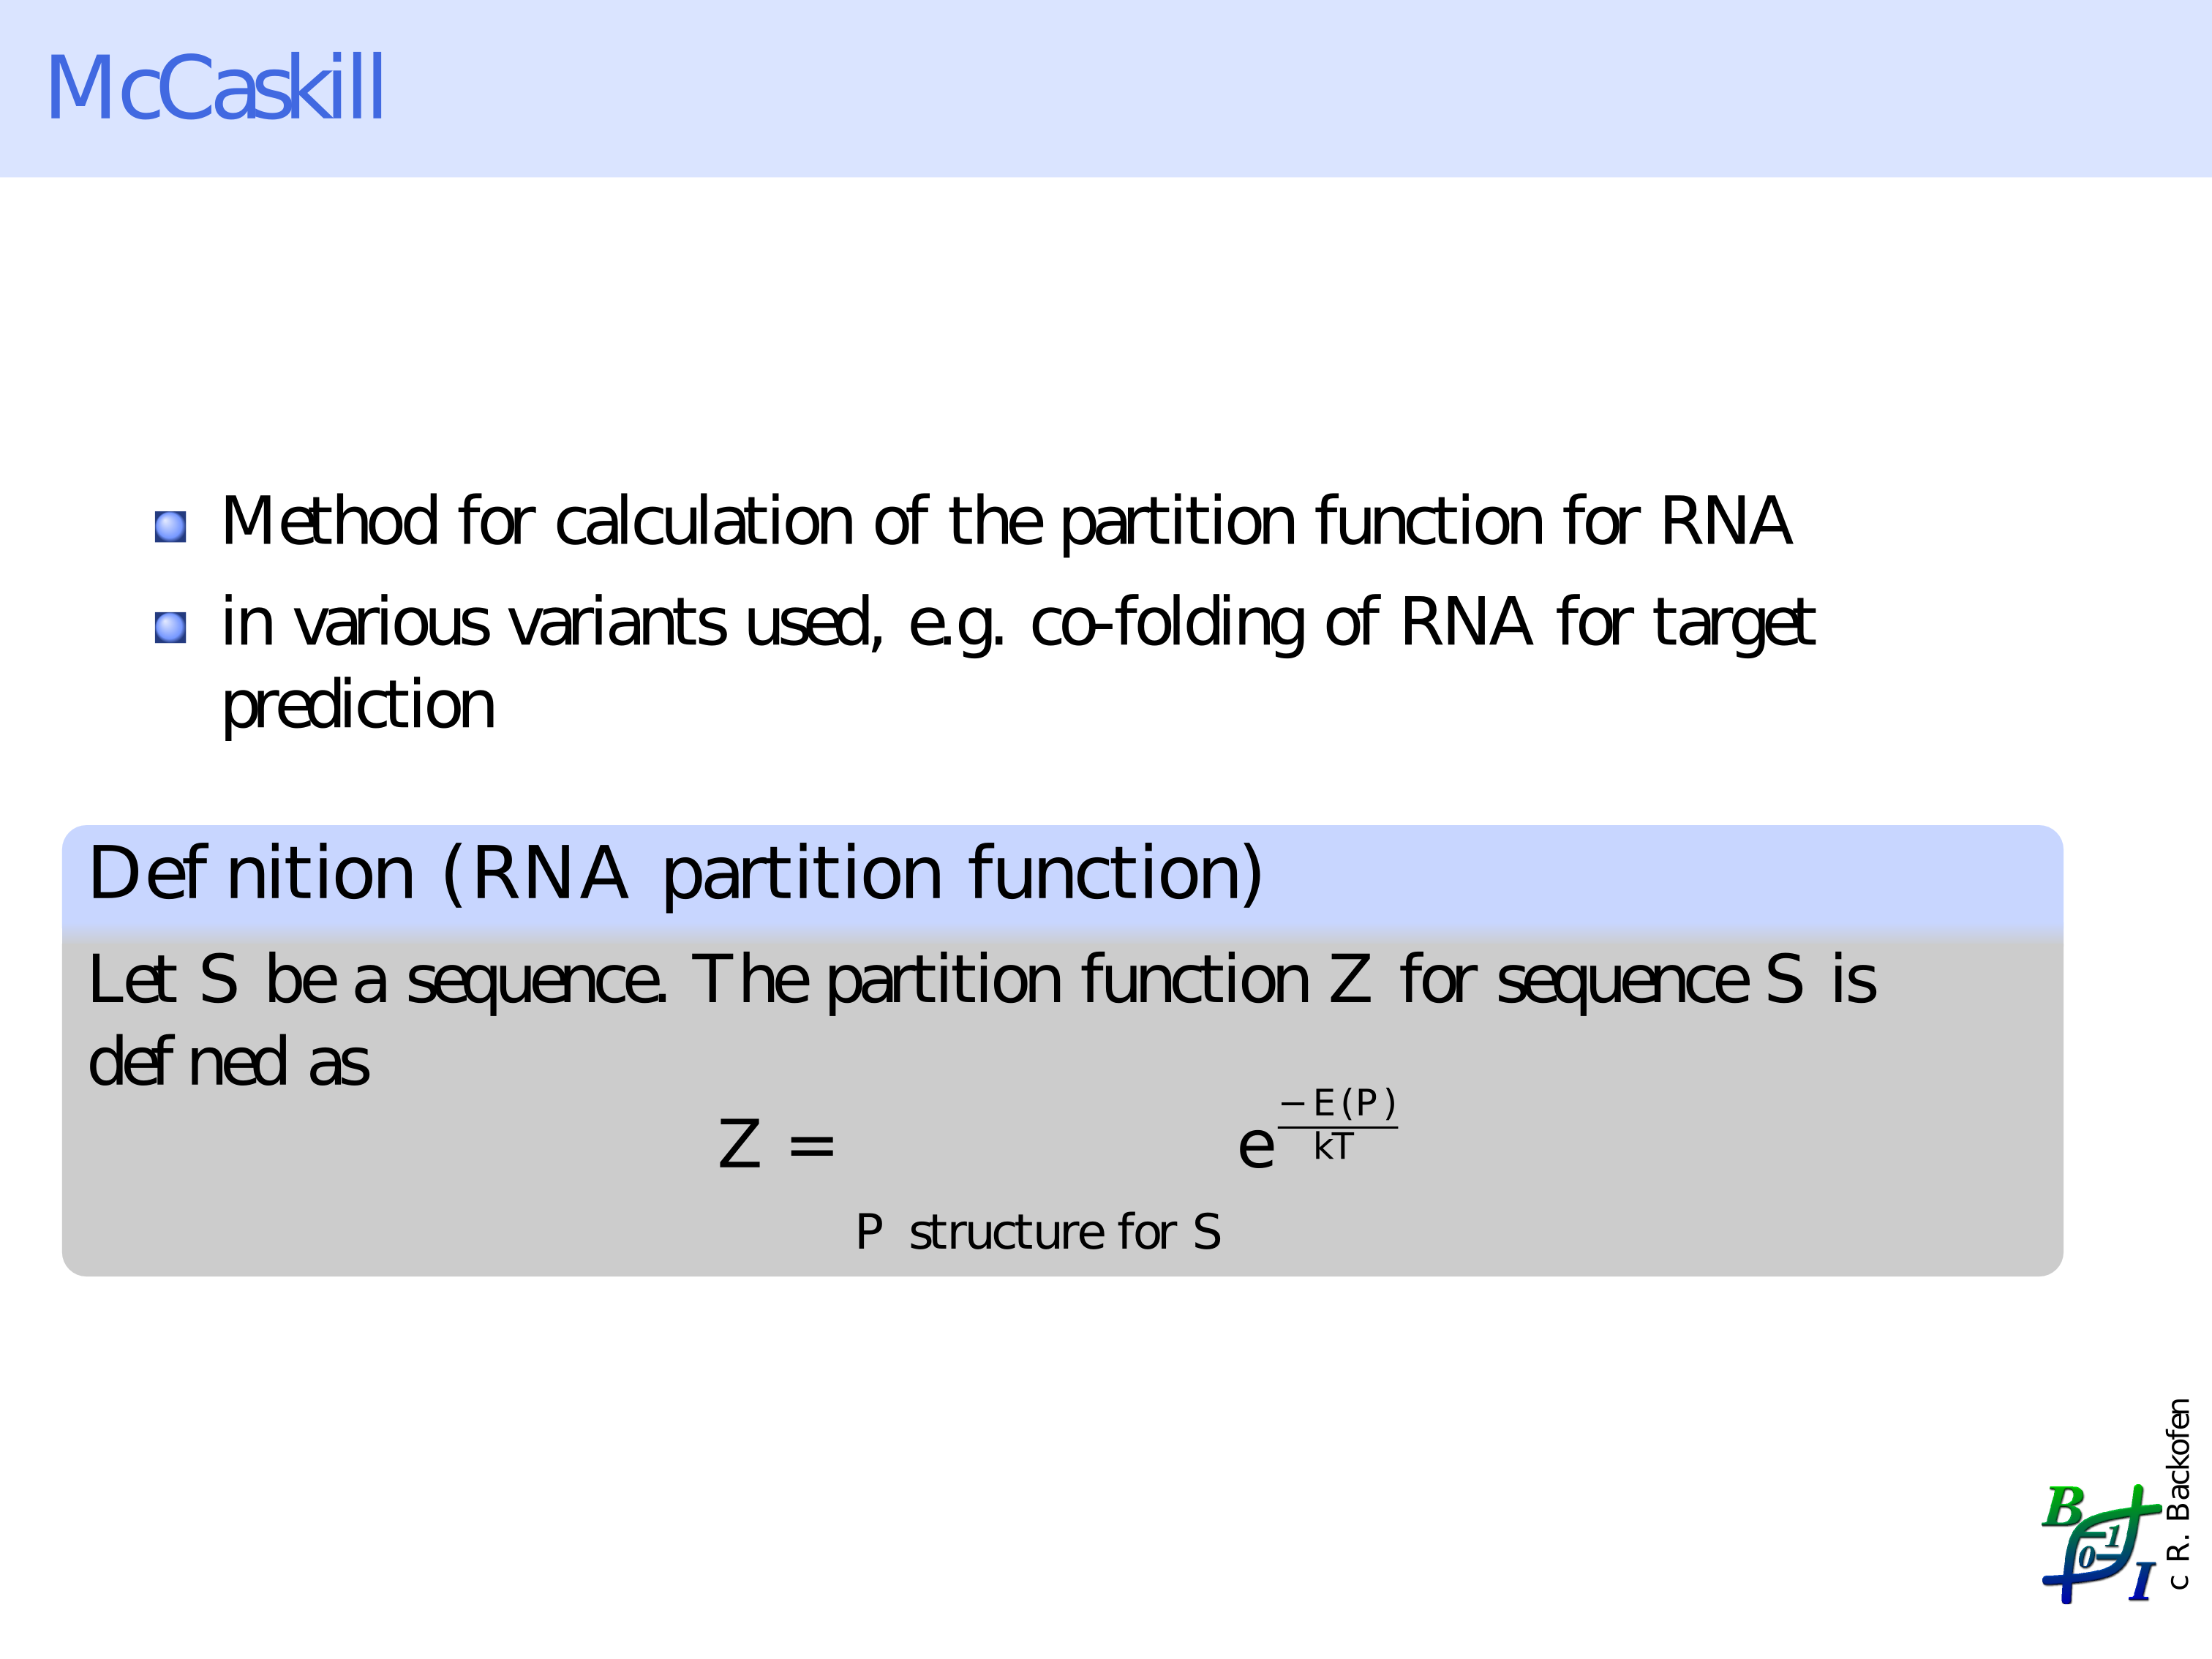 McCaskill
Method for calculation of the partition function for RNA
in various variants used, e.g. co-folding of RNA for target
prediction
Def nition (RNA partition function)
Let S be a sequence. The partition function Z for sequence S is
def ned as
Z = e^{-E(P)/kT}
P structure for S
B
1
0
I
c R. Backofen